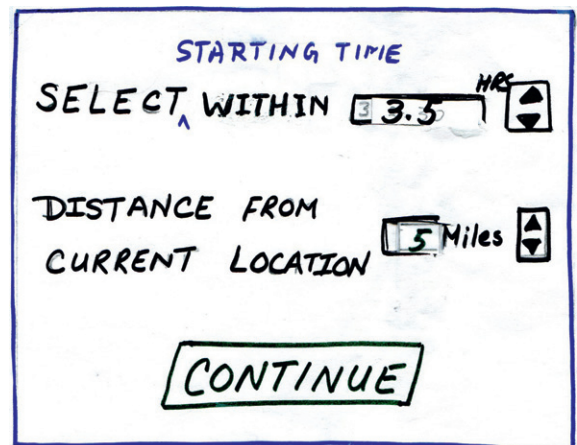 STARTING TIME
SELECT ^ WITHIN 3.5 HRS
DISTANCE FROM
CURRENT LOCATION 5 Miles
CONTINUE